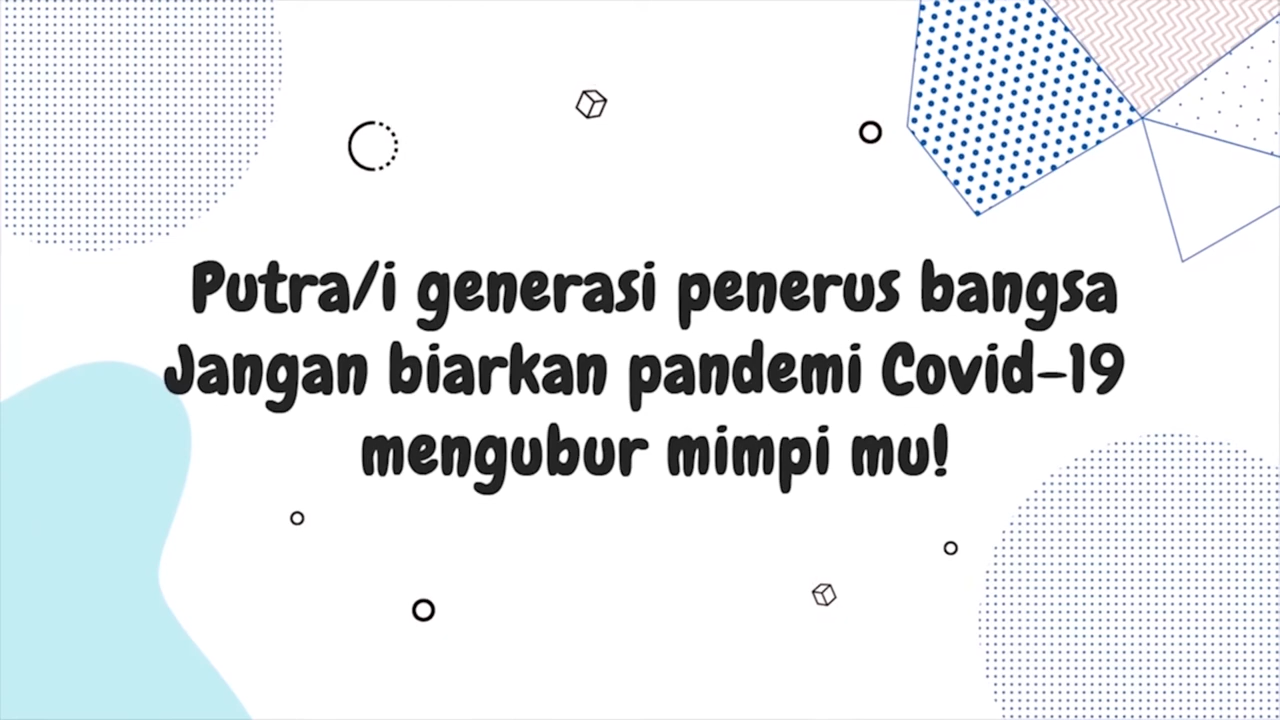 Putra/i generasi penerus bangsa
Jangan biarkan pandemi Covid-19
mengubur mimpi mu!